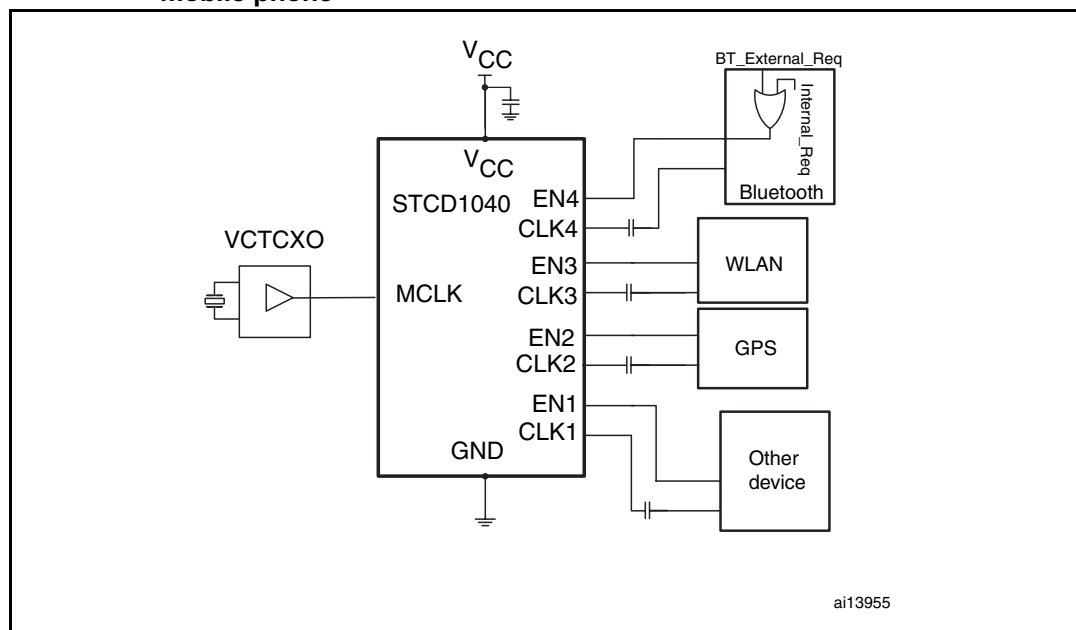 mobile phone
VCC
BT_External_Req
Internal_Req
Bluetooth
VCC
STCD1040
EN4
CLK4
VCTCXO
MCLK
EN3
CLK3
WLAN
EN2
CLK2
GPS
EN1
CLK1
GND
Other
device
ai13955